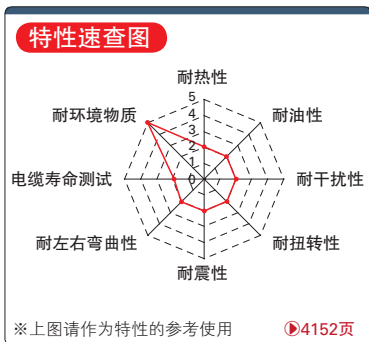 特性速查图
耐热性
5
4
3
2
1
0
耐环境物质
耐油性
电缆寿命测试
耐干扰性
耐左右弯曲性
耐扭转性
耐震性
※上图请作为特性的参考使用
4152页